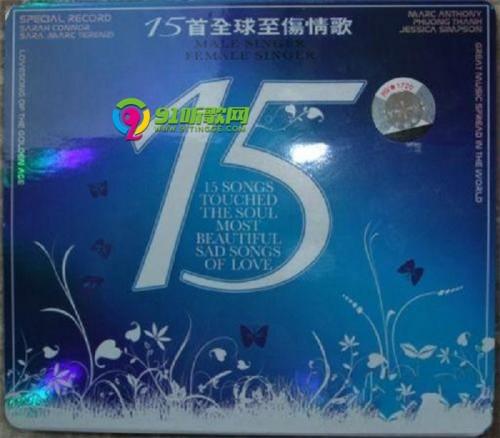 SPECIAL RECORD
SARAH CONNOR
SARA. MARC TERENZI
15首全球至傷情歌
MALE SINGER
FEMALE SINGER
MARC ANTHONY
PHUONG THANH
JESSICA SIMPSON
LOVESONG OF THE GOLDEN AGE
GREAT MUSIC SPREAD IN THE WORLD
91听歌网
WWW.91TINGGE.COM
15
15 SONGS
TOUCHED
THE SOUL
MOST
BEAUTIFUL
SAD SONGS
OF LOVE